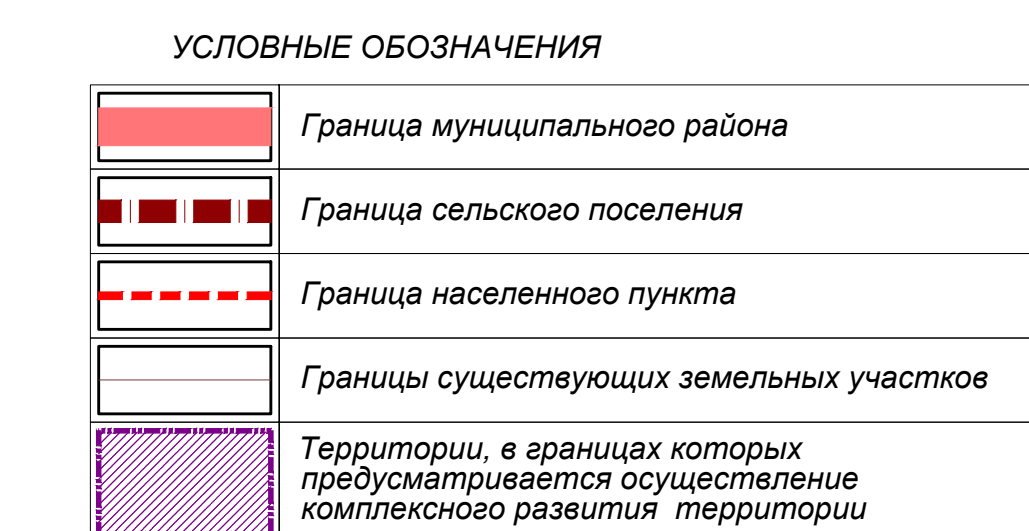 УСЛОВНЫЕ ОБОЗНАЧЕНИЯ
Граница муниципального района
Граница сельского поселения
Граница населенного пункта
Границы существующих земельных участков
Территории, в границах которых
предусматривается осуществление
комплексного развития территории